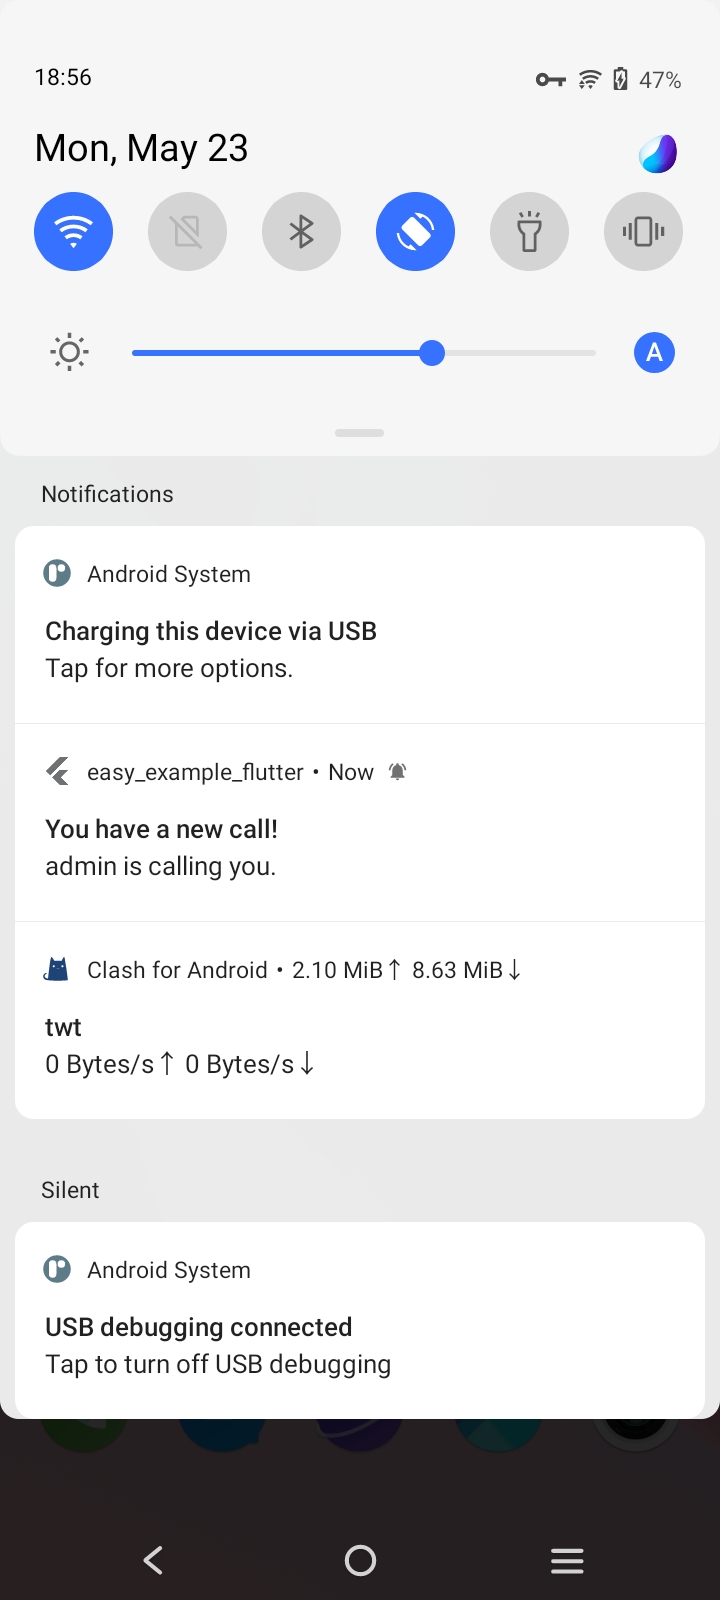 18:56
47%
Mon, May 23
A
Notifications
Android System
Charging this device via USB
Tap for more options.
easy_example_flutter • Now
You have a new call!
admin is calling you.
Clash for Android • 2.10 MiB↑ 8.63 MiB↓
twt
0 Bytes/s↑ 0 Bytes/s↓
Silent
Android System
USB debugging connected
Tap to turn off USB debugging